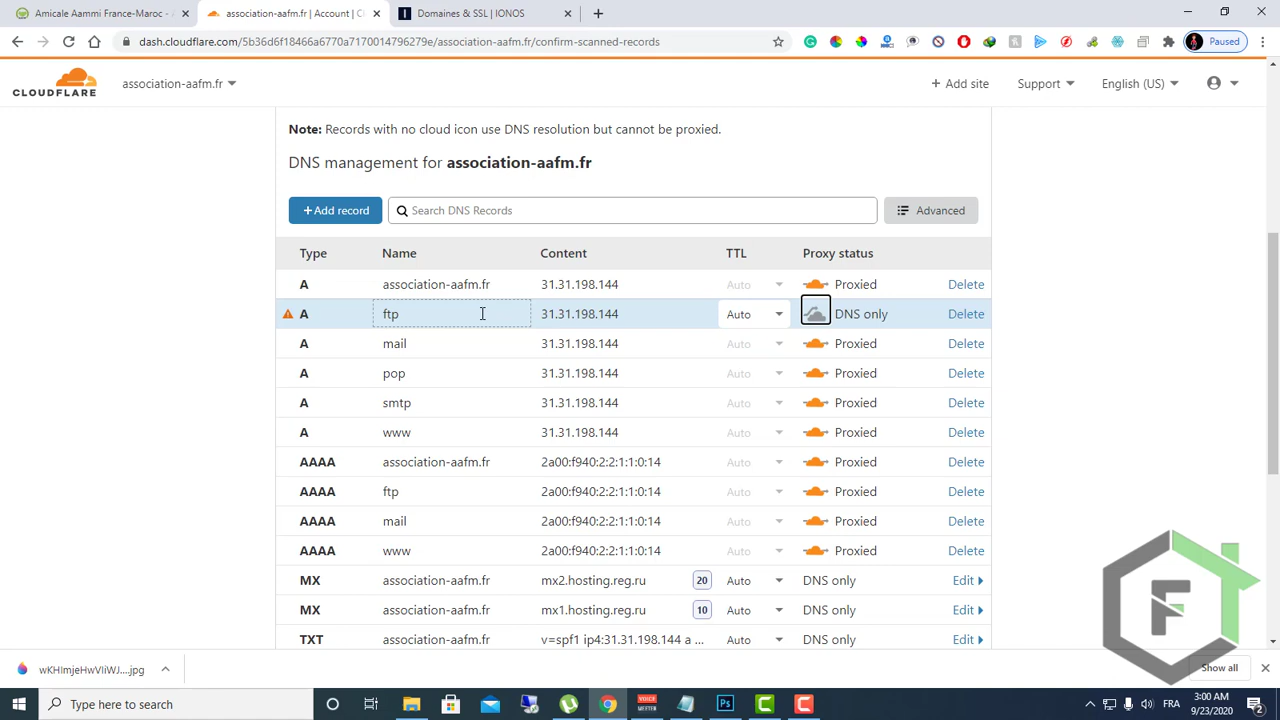 Amicale Aammi France-Maroc - A
association-aafm.fr | Account | Cl
Domaines & SSL | IONOS
dash.cloudflare.com/5b36d6f18466a6770a7170014796279e/association-aafm.fr/confirm-scanned-records
Paused
CLOUDFLARE
association-aafm.fr
+ Add site
Support
English (US)
Note: Records with no cloud icon use DNS resolution but cannot be proxied.
DNS management for association-aafm.fr
+Add record
Search DNS Records
Advanced
Type Name Content TTL Proxy status
A association-aafm.fr 31.31.198.144 Auto Proxied Delete
A ftp 31.31.198.144 Auto DNS only Delete
A mail 31.31.198.144 Auto Proxied Delete
A pop 31.31.198.144 Auto Proxied Delete
A smtp 31.31.198.144 Auto Proxied Delete
A www 31.31.198.144 Auto Proxied Delete
AAAA association-aafm.fr 2a00:f940:2:2:1:1:0:14 Auto Proxied Delete
AAAA ftp 2a00:f940:2:2:1:1:0:14 Auto Proxied Delete
AAAA mail 2a00:f940:2:2:1:1:0:14 Auto Proxied Delete
AAAA www 2a00:f940:2:2:1:1:0:14 Auto Proxied Delete
MX association-aafm.fr mx2.hosting.reg.ru 20 Auto DNS only Edit
MX association-aafm.fr mx1.hosting.reg.ru 10 Auto DNS only Edit
TXT association-aafm.fr v=spf1 ip4:31.31.198.144 a ... Auto DNS only Edit
F
wKHImjeHwVIiWJ....jpg
Show all
Type here to search
VOICE
MEETER
Ps
FR
3:00 AM
9/23/2020
2